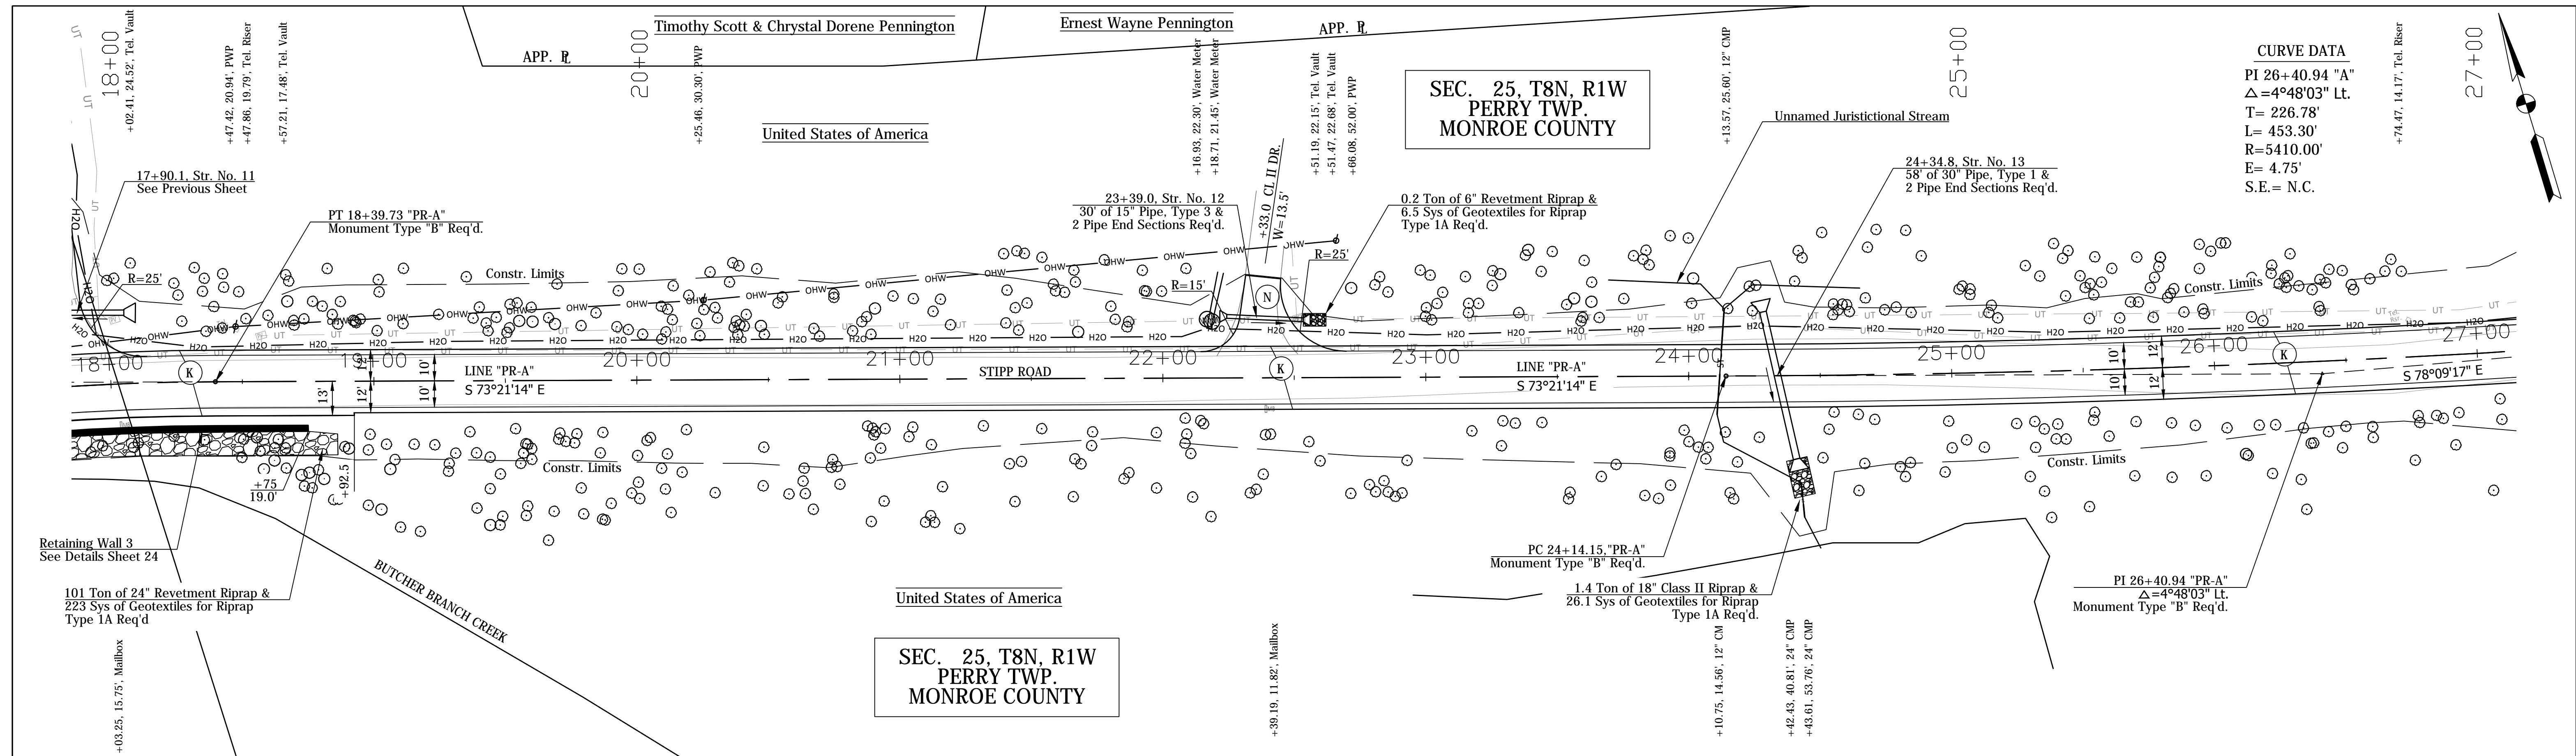 Timothy Scott & Chrystal Dorene Pennington
Ernest Wayne Pennington
APP. PL
APP. PL
18+00
+02.41, 24.52', Tel. Vault
+47.42, 20.94', PWP
+47.86, 19.79', Tel. Riser
+57.21, 17.48', Tel. Vault
20+00
+25.46, 30.30', PWP
+16.93, 22.30', Water Meter
+18.71, 21.45', Water Meter
+51.19, 22.15', Tel. Vault
+51.47, 22.68', Tel. Vault
+66.08, 52.00', PWP
+13.57, 25.60', 12" CMP
25+00
+74.47, 14.17', Tel. Riser
27+00
United States of America
SEC. 25, T8N, R1W
PERRY TWP.
MONROE COUNTY
CURVE DATA
PI 26+40.94 "A"
△=4°48'03" Lt.
T= 226.78'
L= 453.30'
R=5410.00'
E= 4.75'
S.E.= N.C.
Unnamed Juristictional Stream
17+90.1, Str. No. 11
See Previous Sheet
PT 18+39.73 "PR-A"
Monument Type "B" Req'd.
23+39.0, Str. No. 12
30' of 15" Pipe, Type 3 &
2 Pipe End Sections Req'd.
+33.0 CL II DR.
W=13.5'
0.2 Ton of 6" Revetment Riprap &
6.5 Sys of Geotextiles for Riprap
Type 1A Req'd.
24+34.8, Str. No. 13
58' of 30" Pipe, Type 1 &
2 Pipe End Sections Req'd.
R=25'
Constr. Limits
R=15'
R=25'
N
Constr. Limits
18+00
19+00
20+00
21+00
22+00
23+00
24+00
25+00
26+00
27+00
K
12'
10'
LINE "PR-A"
S 73°21'14" E
STIPP ROAD
K
LINE "PR-A"
S 73°21'14" E
10'
12'
K
S 78°09'17" E
13'
12'
10'
10'
12'
+75
19.0'
+92.5
Constr. Limits
Constr. Limits
Retaining Wall 3
See Details Sheet 24
101 Ton of 24" Revetment Riprap &
223 Sys of Geotextiles for Riprap
Type 1A Req'd
BUTCHER BRANCH CREEK
United States of America
SEC. 25, T8N, R1W
PERRY TWP.
MONROE COUNTY
PC 24+14.15,"PR-A"
Monument Type "B" Req'd.
1.4 Ton of 18" Class II Riprap &
26.1 Sys of Geotextiles for Riprap
Type 1A Req'd.
PI 26+40.94 "PR-A"
△=4°48'03" Lt.
Monument Type "B" Req'd.
+03.25, 15.75', Mailbox
+39.19, 11.82', Mailbox
+10.75, 14.56', 12" CM
+42.43, 40.81', 24" CMP
+43.61, 53.76', 24" CMP